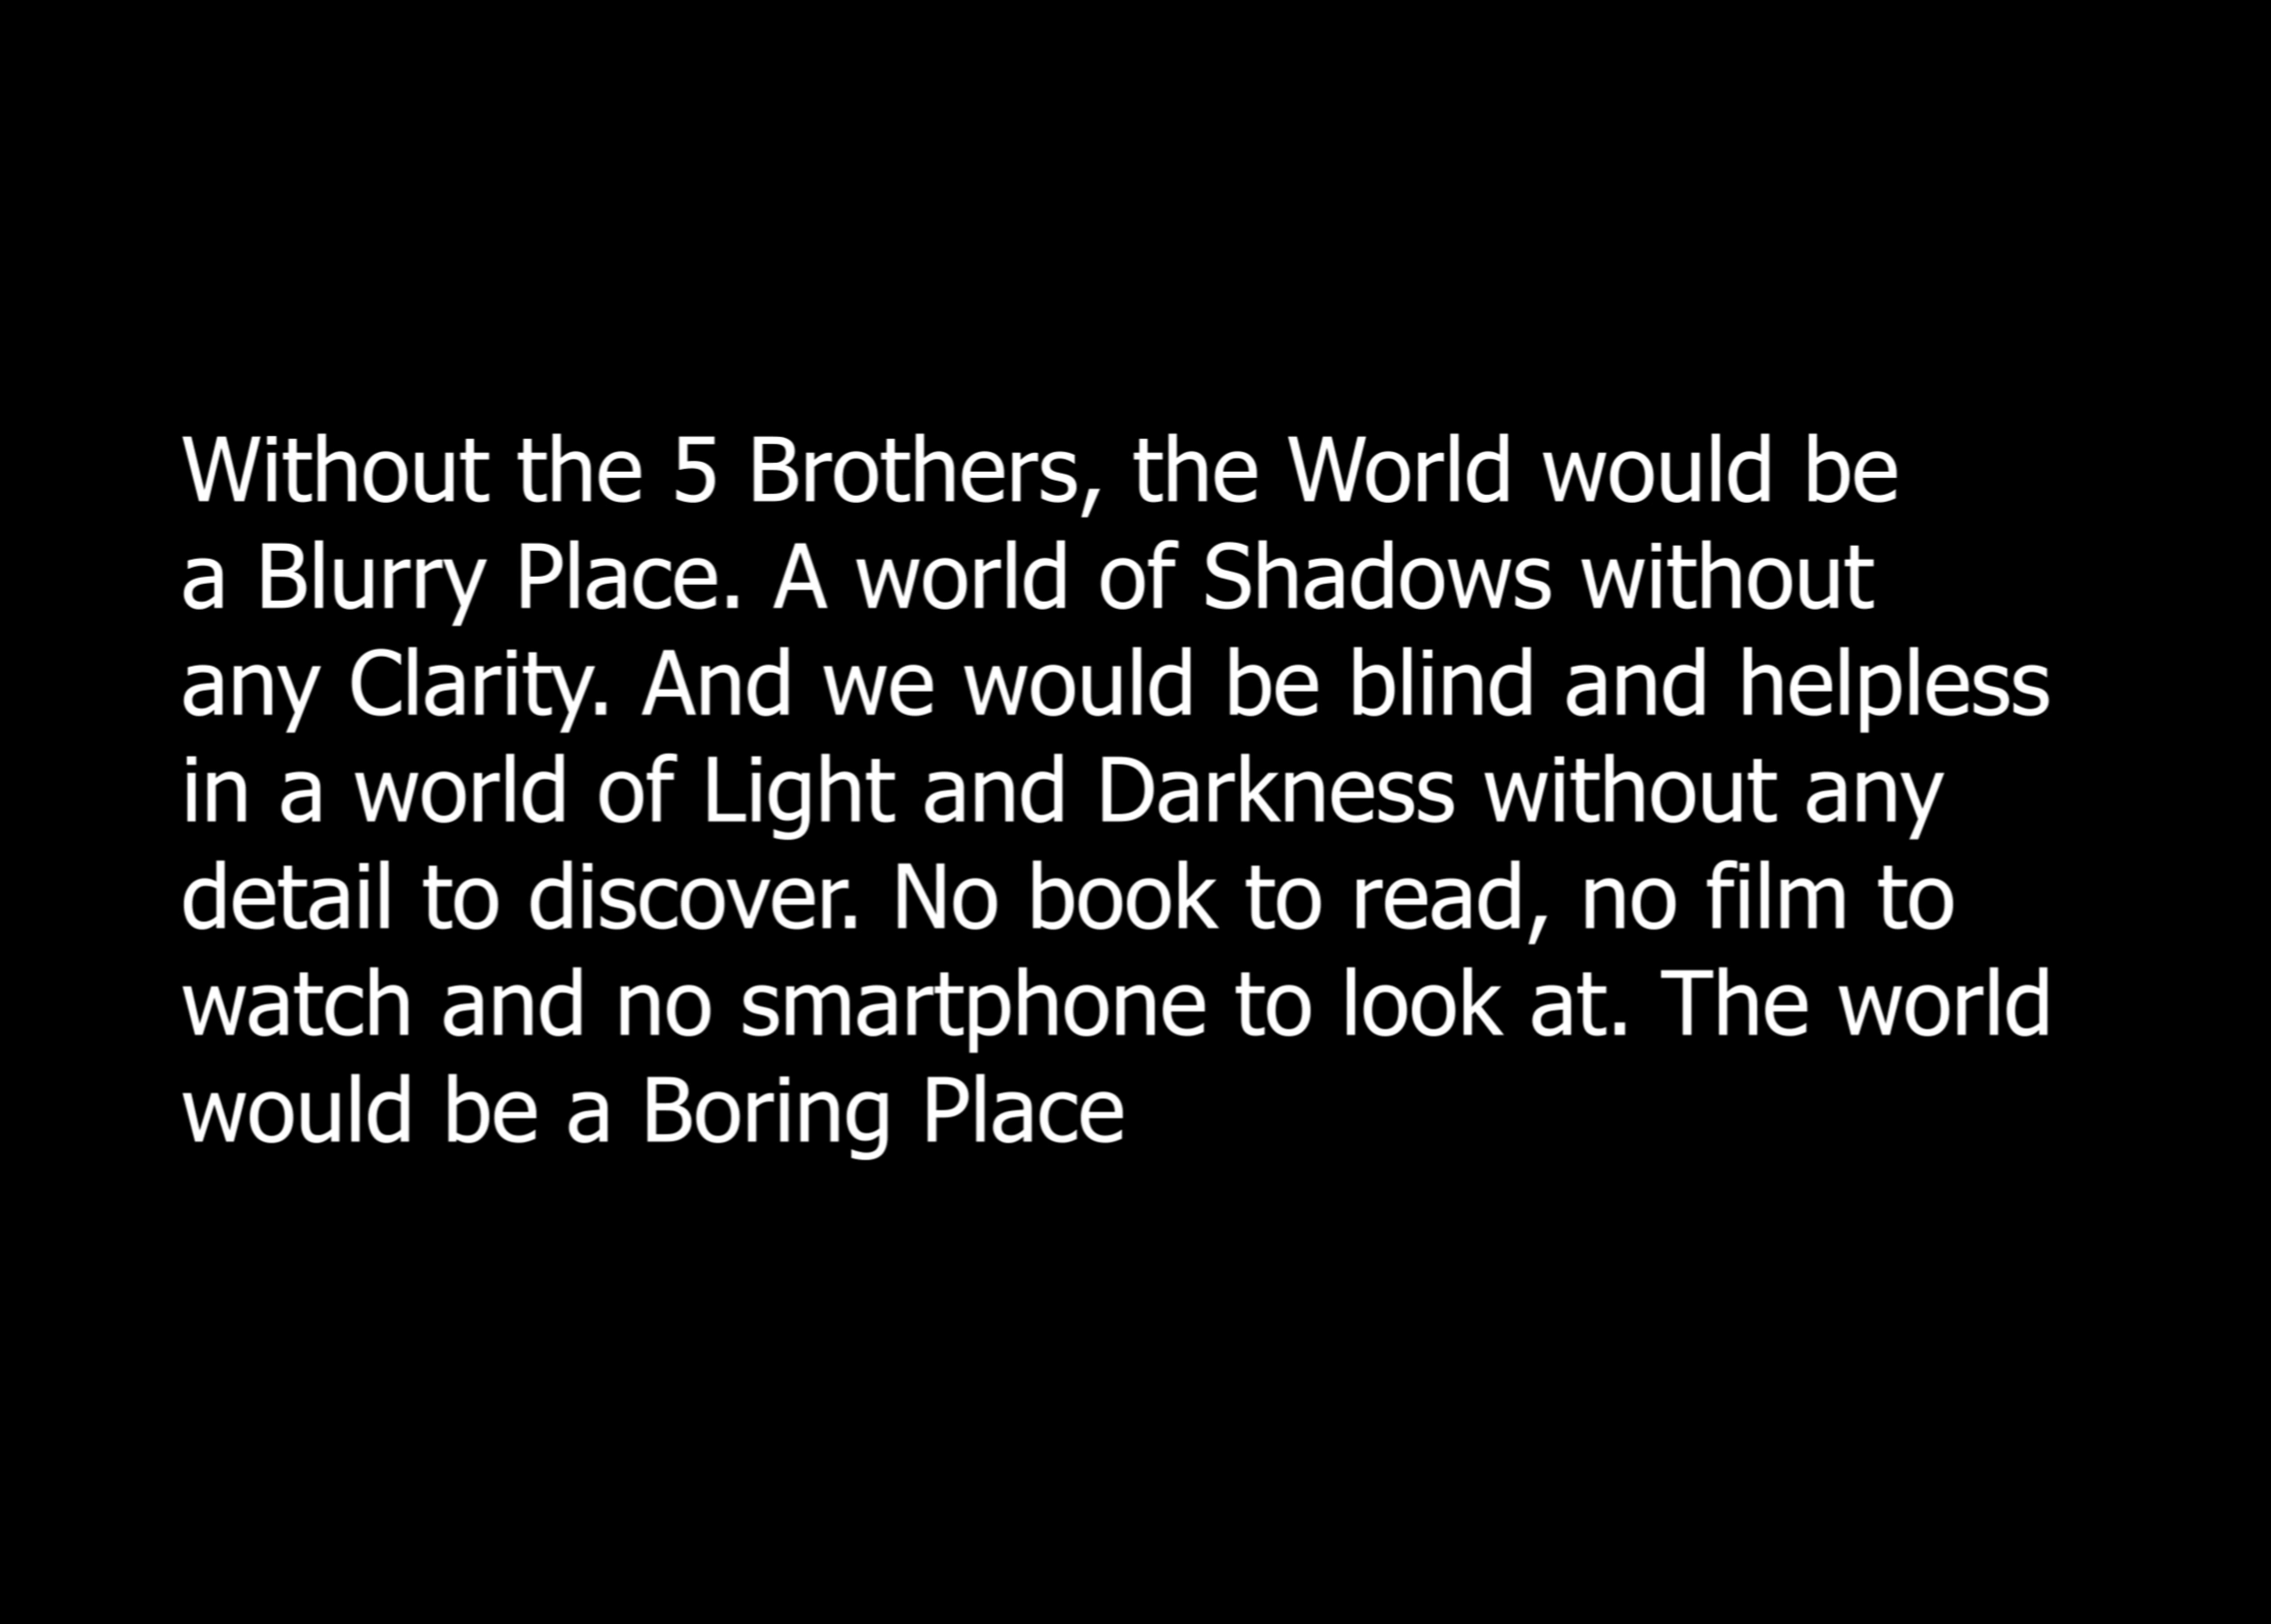 Without the 5 Brothers, the World would be
a Blurry Place. A world of Shadows without
any Clarity. And we would be blind and helpless
in a world of Light and Darkness without any
detail to discover. No book to read, no film to
watch and no smartphone to look at. The world
would be a Boring Place